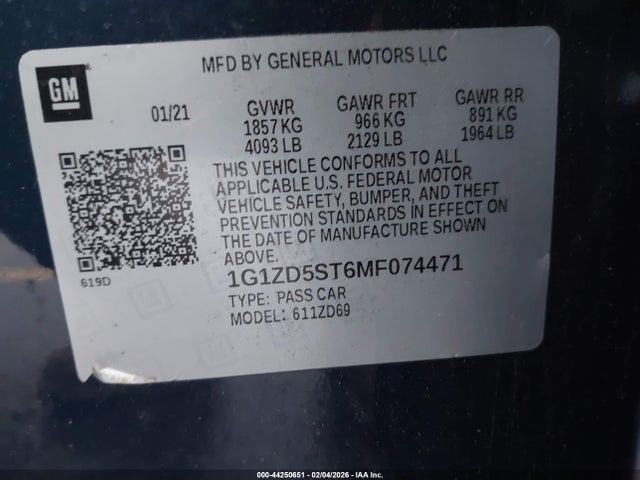 MFD BY GENERAL MOTORS LLC
GM
01/21
GVWR
1857 KG
4093 LB
GAWR FRT
966 KG
2129 LB
GAWR RR
891 KG
1964 LB
THIS VEHICLE CONFORMS TO ALL
APPLICABLE U.S. FEDERAL MOTOR
VEHICLE SAFETY, BUMPER, AND THEFT
PREVENTION STANDARDS IN EFFECT ON
THE DATE OF MANUFACTURE SHOWN
ABOVE.
619D
1G1ZD5ST6MF074471
TYPE: PASS CAR
MODEL: 611ZD69
000-44250651 - 02/04/2026 - IAA Inc.